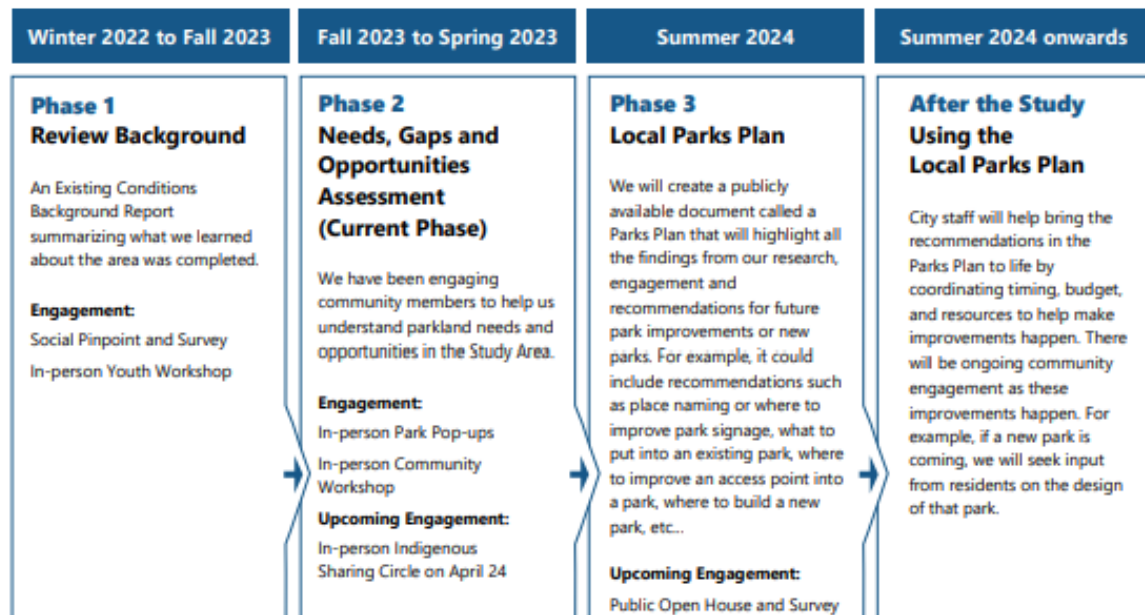 Winter 2022 to Fall 2023
Fall 2023 to Spring 2023
Summer 2024
Summer 2024 onwards
Phase 1
Review Background
An Existing Conditions
Background Report
summarizing what we learned
about the area was completed.
Engagement:
Social Pinpoint and Survey
In-person Youth Workshop
Phase 2
Needs, Gaps and
Opportunities
Assessment
(Current Phase)
We have been engaging
community members to help us
understand parkland needs and
opportunities in the Study Area.
Engagement:
In-person Park Pop-ups
In-person Community
Workshop
Upcoming Engagement:
In-person Indigenous
Sharing Circle on April 24
Phase 3
Local Parks Plan
We will create a publicly
available document called a
Parks Plan that will highlight all
the findings from our research,
engagement and
recommendations for future
park improvements or new
parks. For example, it could
include recommendations such
as place naming or where to
improve park signage, what to
put into an existing park, where
to improve an access point into
a park, where to build a new
park, etc...
Upcoming Engagement:
Public Open House and Survey
After the Study
Using the
Local Parks Plan
City staff will help bring the
recommendations in the
Parks Plan to life by
coordinating timing, budget,
and resources to help make
improvements happen. There
will be ongoing community
engagement as these
improvements happen. For
example, if a new park is
coming, we will seek input
from residents on the design
of that park.